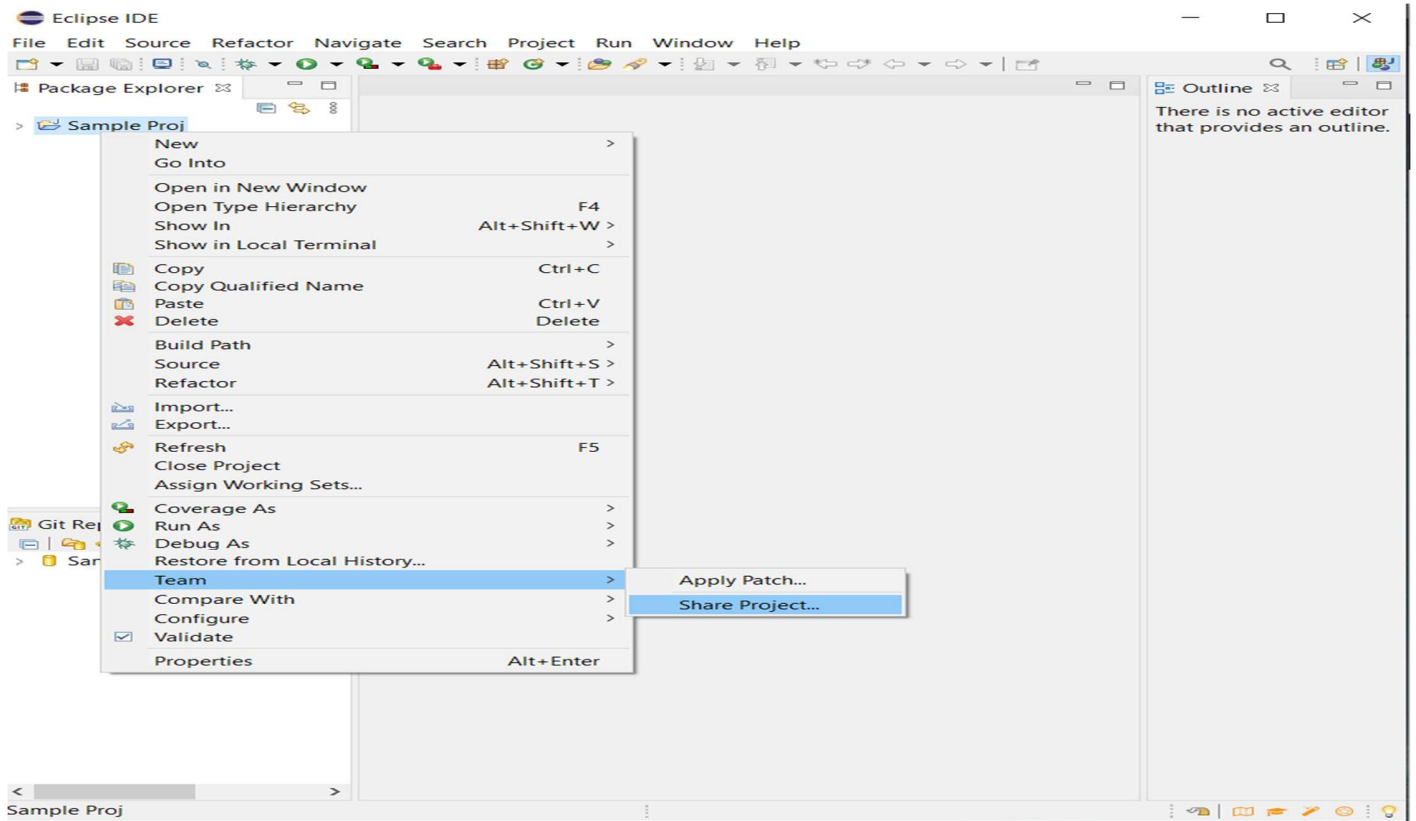 Eclipse IDE
File Edit Source Refactor Navigate Search Project Run Window Help
Package Explorer
Sample Proj
New
Go Into
Open in New Window
Open Type Hierarchy F4
Show In Alt+Shift+W >
Show in Local Terminal >
Copy Ctrl+C
Copy Qualified Name
Paste Ctrl+V
Delete Delete
Build Path >
Source Alt+Shift+S >
Refactor Alt+Shift+T >
Import...
Export...
Refresh F5
Close Project
Assign Working Sets...
Coverage As >
Run As >
Debug As >
Restore from Local History...
Team >
Compare With >
Configure >
Validate
Properties Alt+Enter
Apply Patch...
Share Project...
GIT Git Rep
Sam
Outline
There is no active editor
that provides an outline.
Sample Proj